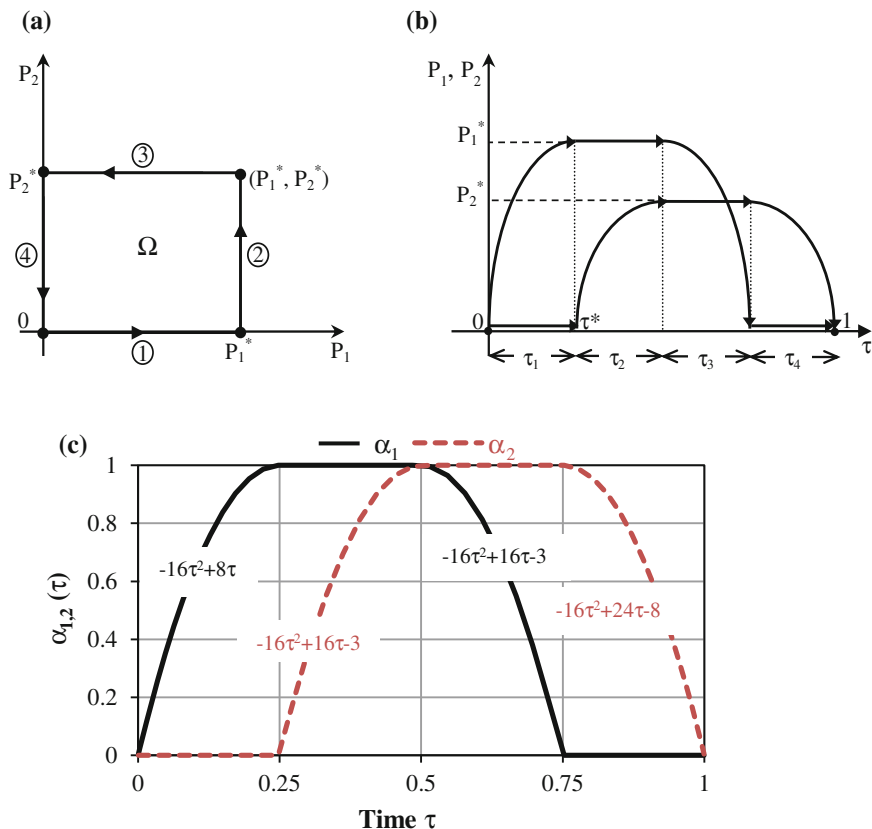 (a)
P₂
P₂*
③
(P₁*, P₂*)
④
Ω
②
0
①
P₁*
P₁
(b)
P₁, P₂
P₁*
P₂*
0
τ*
1
τ
τ₁
τ₂
τ₃
τ₄
(c)
α₁
α₂
α₁,₂ (τ)
1
0.8
0.6
0.4
0.2
0
-16τ²+8τ
-16τ²+16τ-3
-16τ²+16τ-3
-16τ²+24τ-8
0
0.25
0.5
0.75
1
Time τ